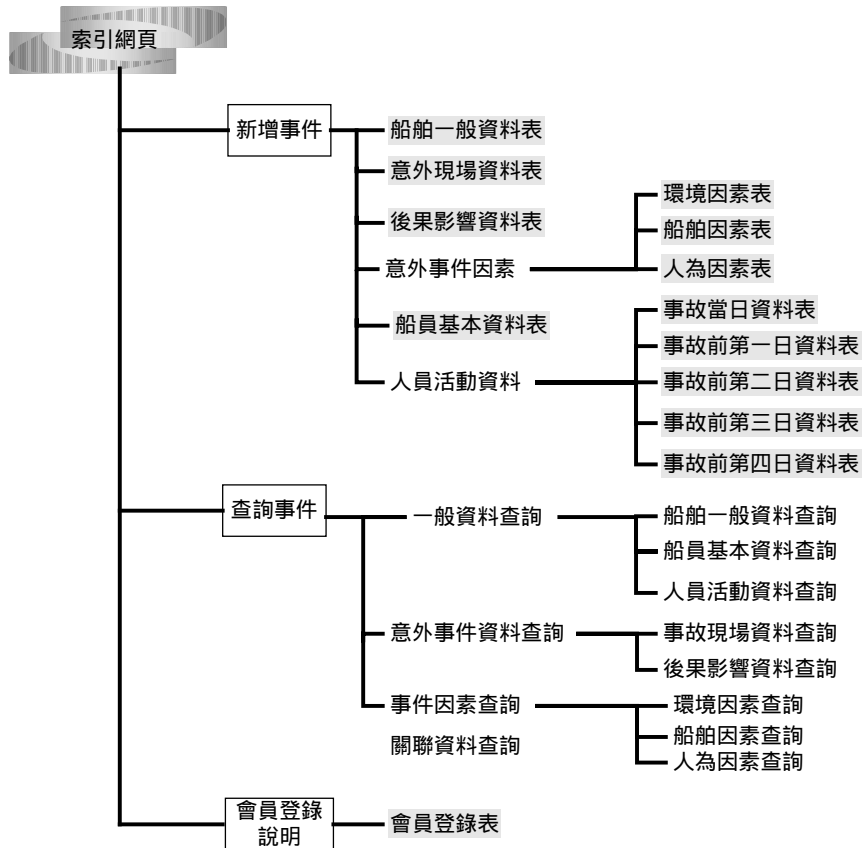 索引網頁
新增事件
船舶一般資料表
意外現場資料表
後果影響資料表
意外事件因素
環境因素表
船舶因素表
人為因素表
船員基本資料表
人員活動資料
事故當日資料表
事故前第一日資料表
事故前第二日資料表
事故前第三日資料表
事故前第四日資料表
查詢事件
一般資料查詢
船舶一般資料查詢
船員基本資料查詢
人員活動資料查詢
意外事件資料查詢
事故現場資料查詢
後果影響資料查詢
事件因素查詢
環境因素查詢
船舶因素查詢
人為因素查詢
關聯資料查詢
會員登錄
說明
會員登錄表